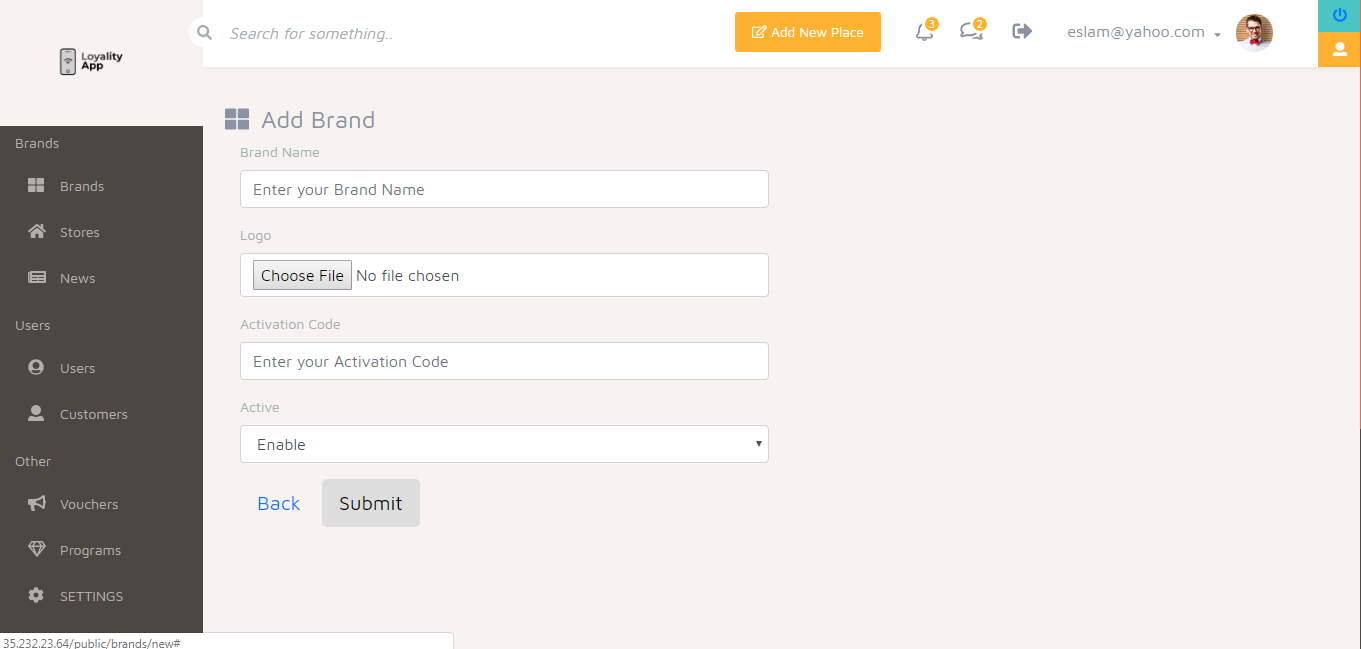 Loyality
App
Search for something..
Add New Place
3
2
eslam@yahoo.com
Brands
Brands
Stores
News
Users
Users
Customers
Other
Vouchers
Programs
SETTINGS
Add Brand
Brand Name
Enter your Brand Name
Logo
Choose File No file chosen
Activation Code
Enter your Activation Code
Active
Enable
Back Submit
35.232.23.64/public/brands/new#